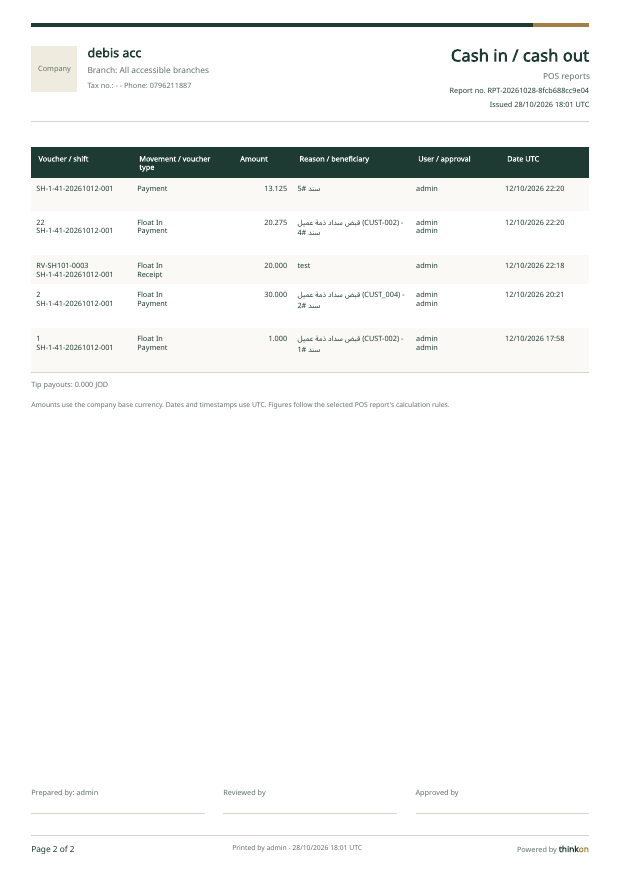 Company
debis acc
Branch: All accessible branches
Tax no.: - - Phone: 0796211887
Cash in / cash out
POS reports
Report no. RPT-20261028-8fcb688cc9e04
Issued 28/10/2026 18:01 UTC
Voucher / shift Movement / voucher type Amount Reason / beneficiary User / approval Date UTC
SH-1-41-20261012-001 Payment 13.125 سند #5 admin 12/10/2026 22:20
22 Float In 20.275 قبض سداد ذمة عميل (CUST-002) - admin 12/10/2026 22:20
SH-1-41-20261012-001 Payment سند #4 admin
RV-SH101-0003 Float In 20.000 test admin 12/10/2026 22:18
SH-1-41-20261012-001 Receipt
2 Float In 30.000 قبض سداد ذمة عميل (CUST_004) - admin 12/10/2026 20:21
SH-1-41-20261012-001 Payment سند #2 admin
1 Float In 1.000 قبض سداد ذمة عميل (CUST-002) - admin 12/10/2026 17:58
SH-1-41-20261012-001 Payment سند #1 admin
Tip payouts: 0.000 JOD
Amounts use the company base currency. Dates and timestamps use UTC. Figures follow the selected POS report's calculation rules.
Prepared by: admin Reviewed by Approved by
Page 2 of 2 Printed by admin - 28/10/2026 18:01 UTC Powered by thinkon